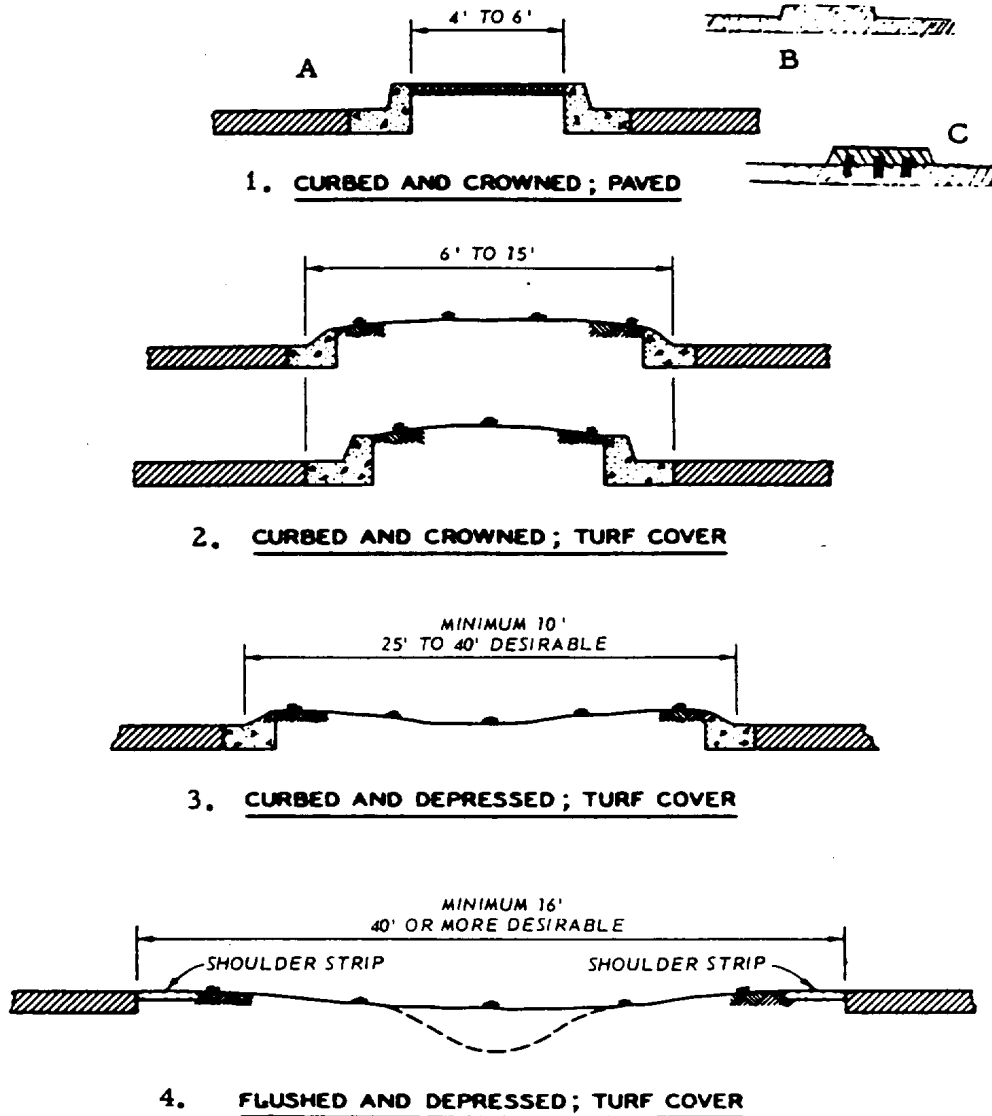 4' TO 6'
A
B
C
1. CURBED AND CROWNED; PAVED
6' TO 15'
2. CURBED AND CROWNED; TURF COVER
MINIMUM 10'
25' TO 40' DESIRABLE
3. CURBED AND DEPRESSED; TURF COVER
MINIMUM 16'
40' OR MORE DESIRABLE
SHOULDER STRIP
SHOULDER STRIP
4. FLUSHED AND DEPRESSED; TURF COVER